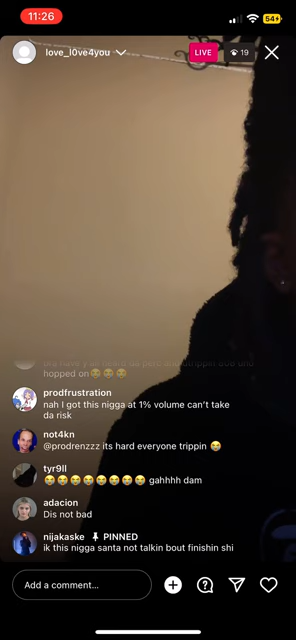 11:26
54
love_l0ve4you
LIVE
19
hopped on😭😭😭
prodfrustration
nah I got this nigga at 1% volume can't take
da risk
not4kn
@prodrenzzz its hard everyone trippin 😭
tyr9ll
😭😭😭😭😭😭😭😭 gahhhh dam
adacion
Dis not bad
nijakaske PINNED
ik this nigga santa not talkin bout finishin shi
Add a comment...